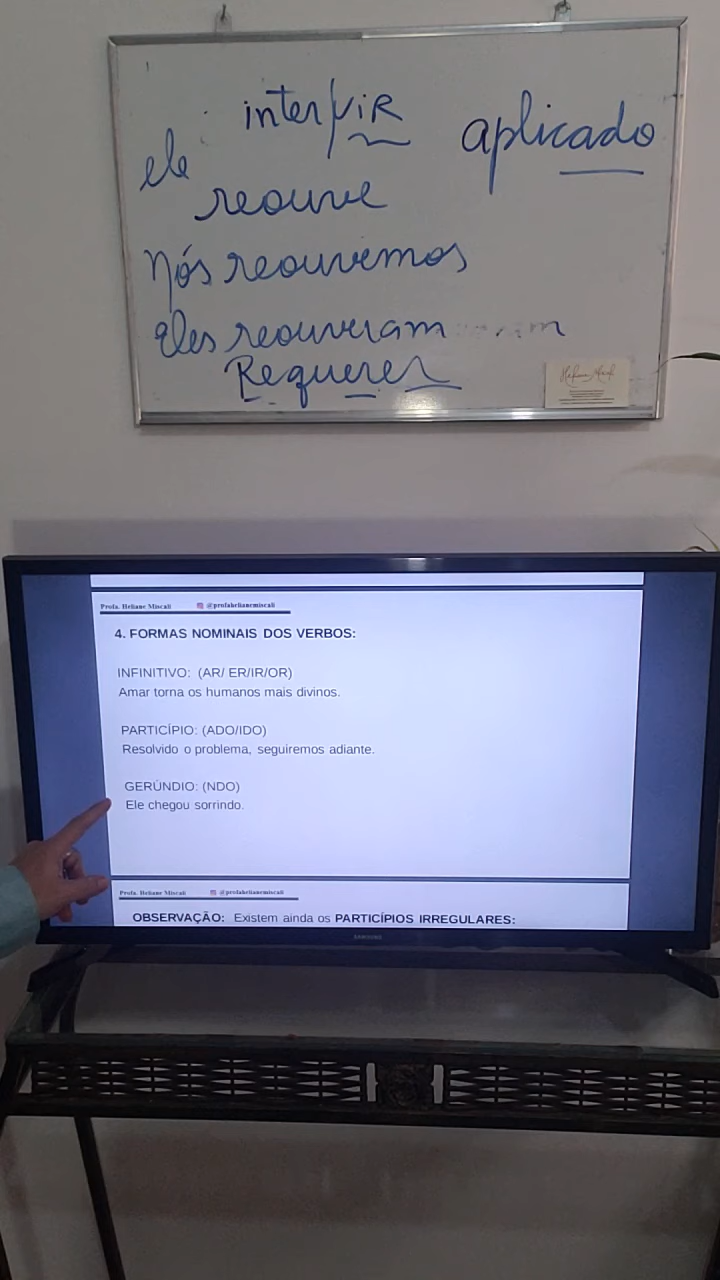 inter/viR
aplicado
ele
reouve
Nós reouvemos
Eles reouveram
Requerer
Profa. Heliane Miscali @profahelianemiscali
4. FORMAS NOMINAIS DOS VERBOS:
INFINITIVO: (AR/ ER/IR/OR)
Amar torna os humanos mais divinos.
PARTICÍPIO: (ADO/IDO)
Resolvido o problema, seguiremos adiante.
GERÚNDIO: (NDO)
Ele chegou sorrindo.
Profa. Heliane Miscali @profahelianemiscali
OBSERVAÇÃO: Existem ainda os PARTICÍPIOS IRREGULARES:
SAMSUNG